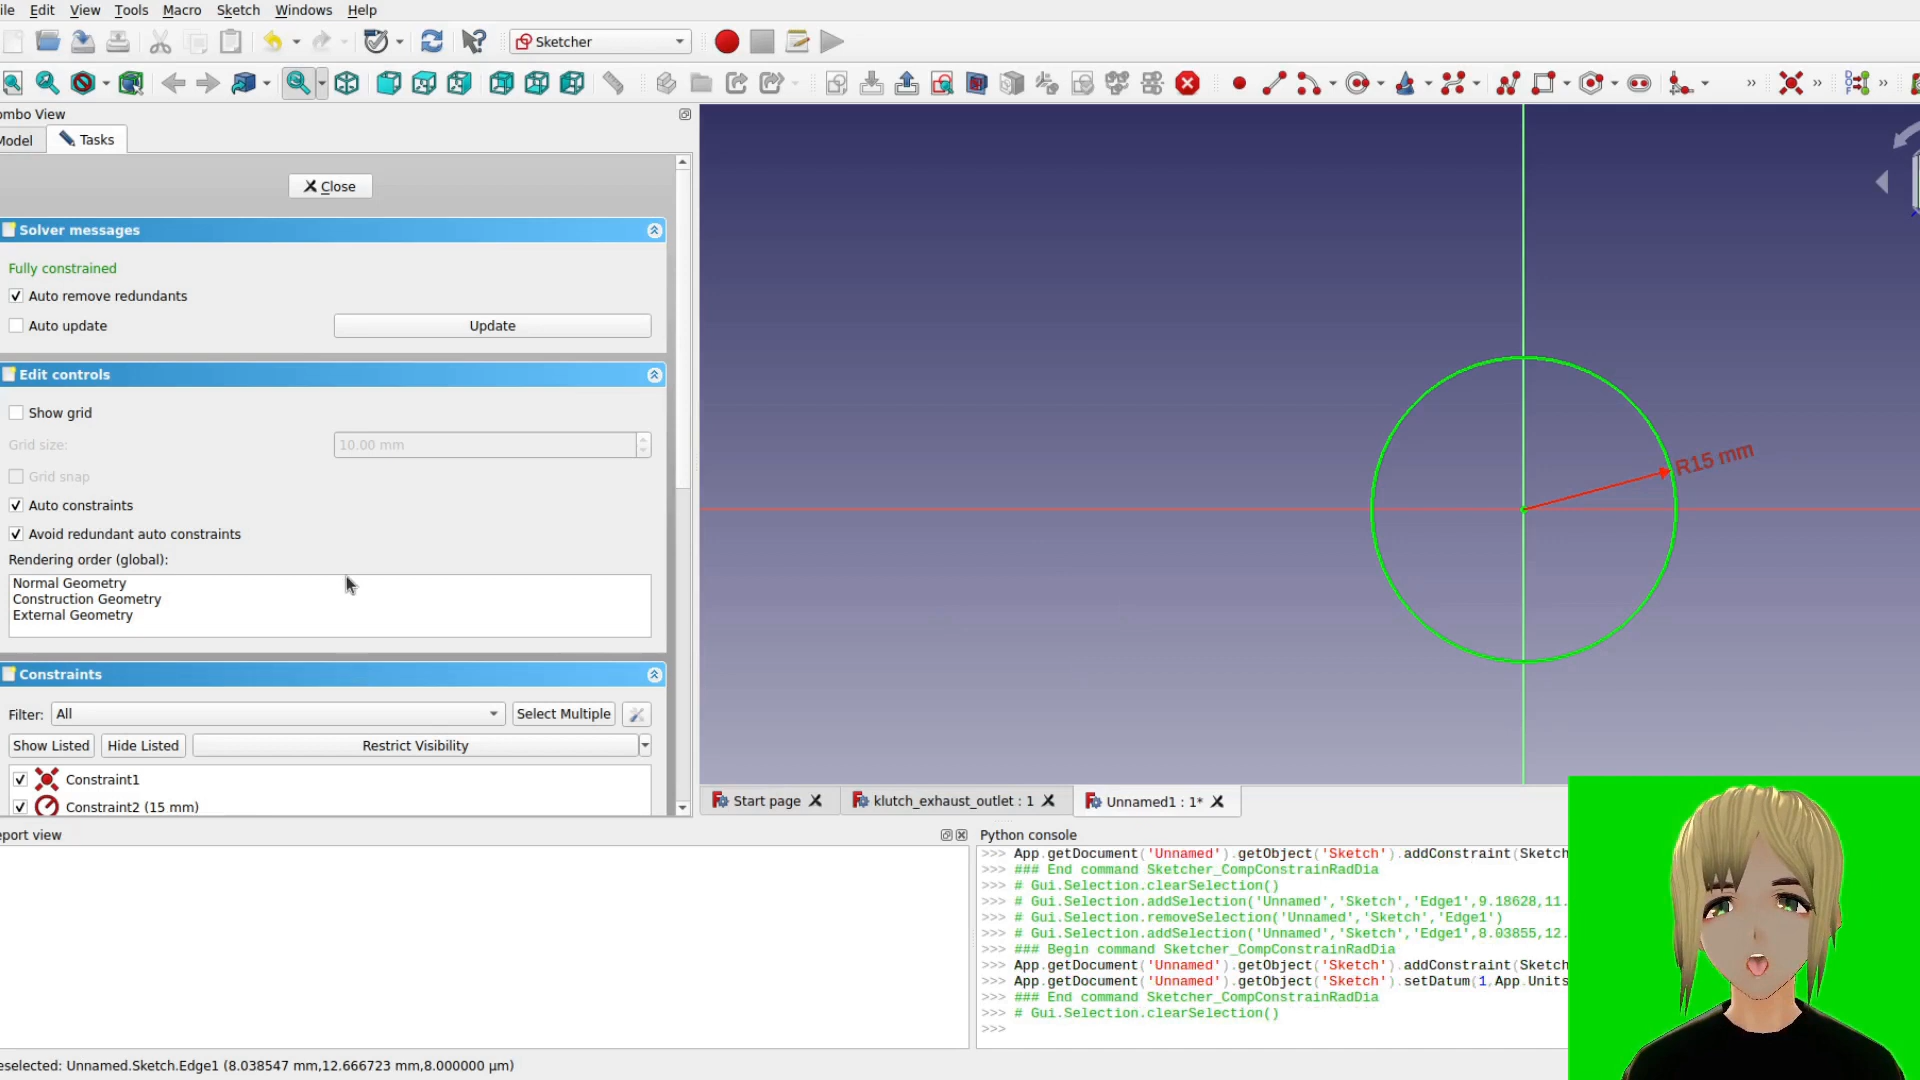 ile Edit View Tools Macro Sketch Windows Help
Sketcher
ombo View
Model Tasks
Close
Solver messages
Fully constrained
Auto remove redundants
Auto update Update
Edit controls
Show grid
Grid size: 10.00 mm
Grid snap
Auto constraints
Avoid redundant auto constraints
Rendering order (global):
Normal Geometry
Construction Geometry
External Geometry
Constraints
Filter: All Select Multiple
Show Listed Hide Listed Restrict Visibility
Constraint1
Constraint2 (15 mm)
R15 mm
Start page klutch_exhaust_outlet : 1 Unnamed1 : 1*
eport view
Python console
>>> App.getDocument('Unnamed').getObject('Sketch').addConstraint(Sketch
>>> ### End command Sketcher_CompConstrainRadDia
>>> # Gui.Selection.clearSelection()
>>> # Gui.Selection.addSelection('Unnamed','Sketch','Edge1',9.18628,11.
>>> # Gui.Selection.removeSelection('Unnamed','Sketch','Edge1')
>>> # Gui.Selection.addSelection('Unnamed','Sketch','Edge1',8.03855,12.
>>> ### Begin command Sketcher_CompConstrainRadDia
>>> App.getDocument('Unnamed').getObject('Sketch').addConstraint(Sketch
>>> App.getDocument('Unnamed').getObject('Sketch').setDatum(1,App.Units
>>> ### End command Sketcher_CompConstrainRadDia
>>> # Gui.Selection.clearSelection()
>>>
eselected: Unnamed.Sketch.Edge1 (8.038547 mm,12.666723 mm,8.000000 μm)